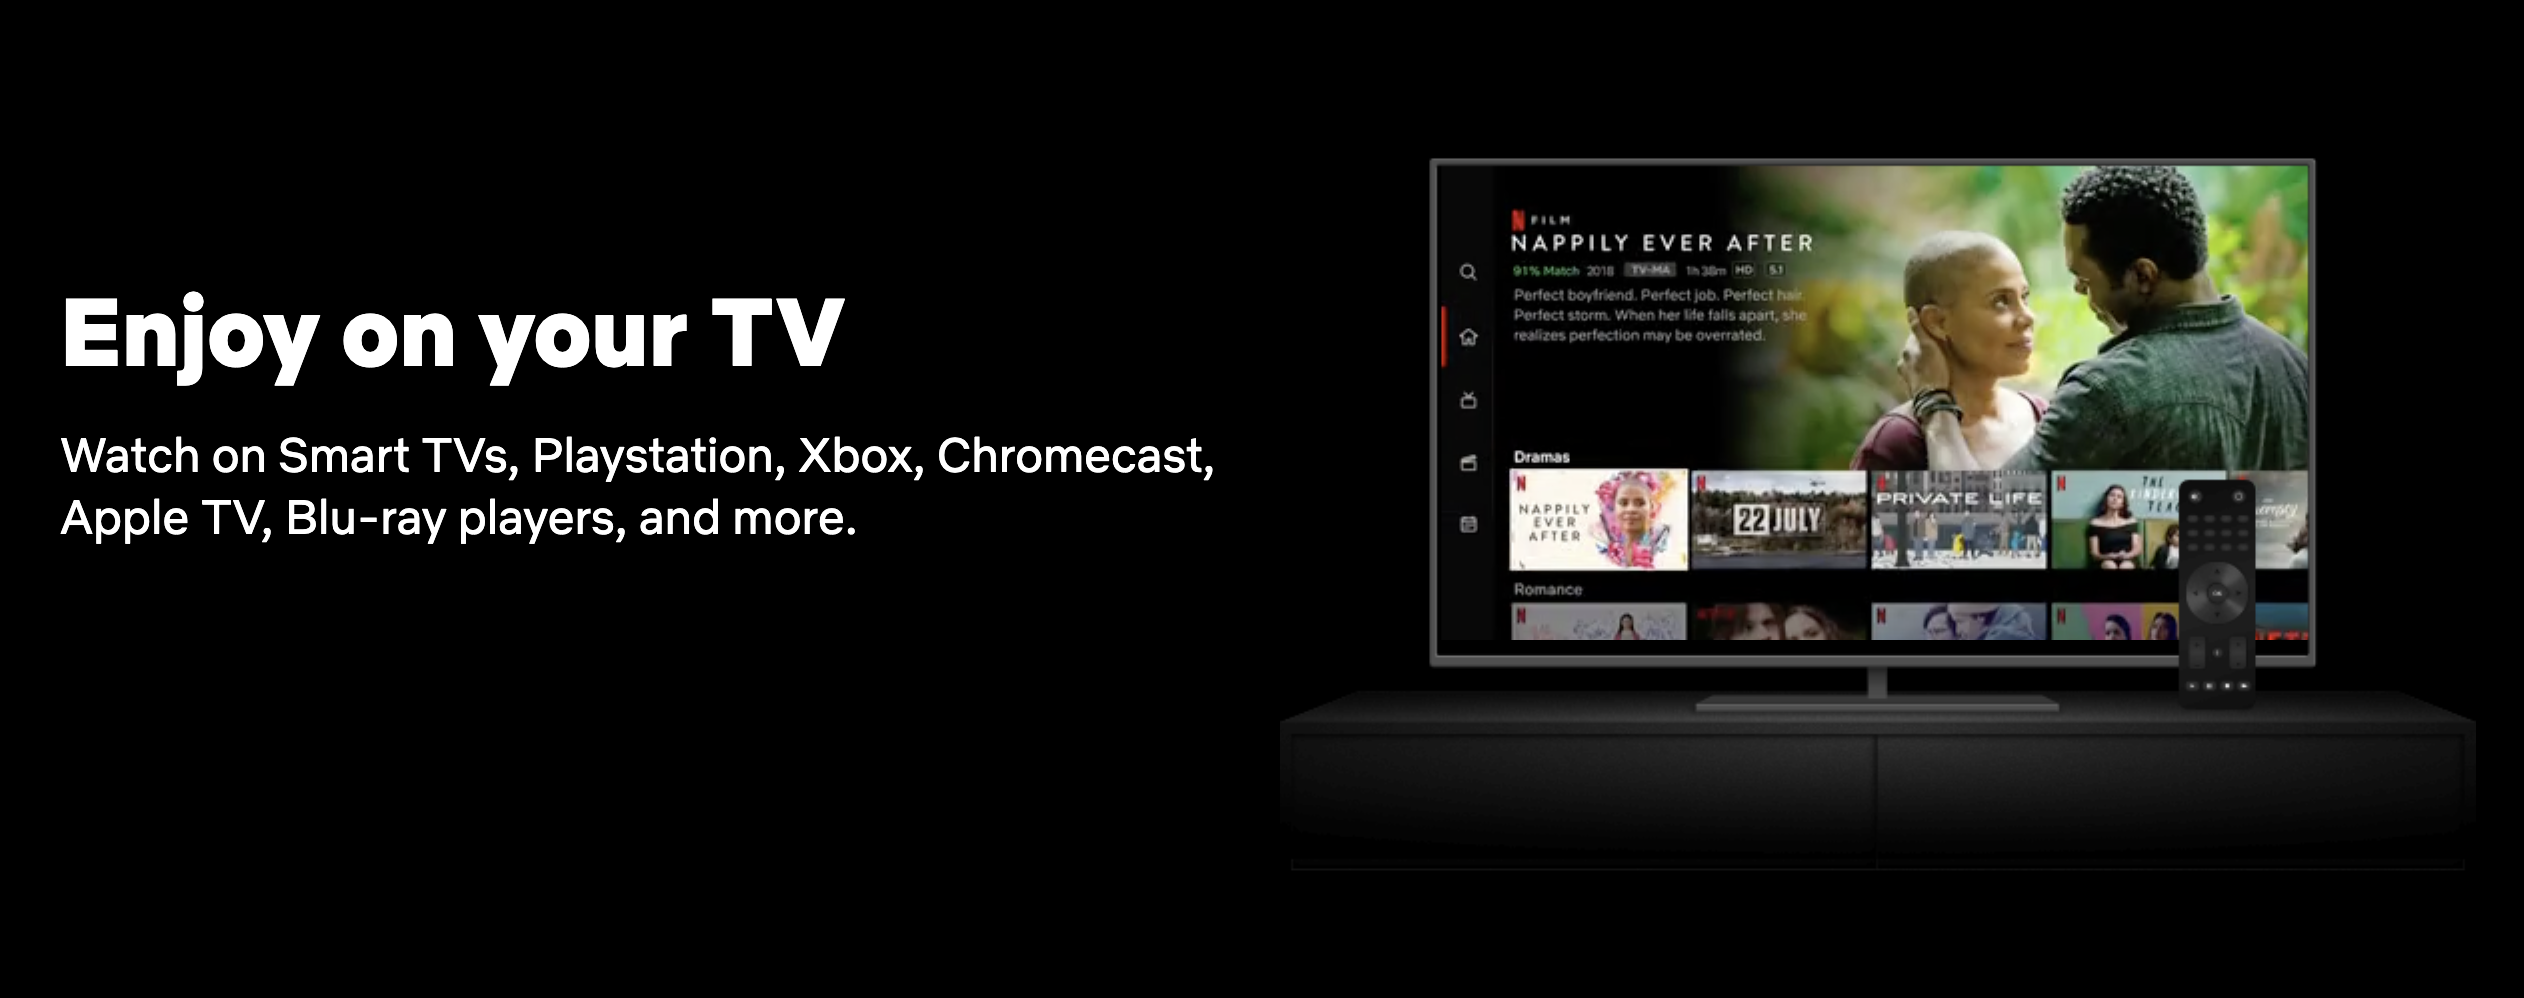 Enjoy on your TV
Watch on Smart TVs, Playstation, Xbox, Chromecast,
Apple TV, Blu-ray players, and more.
N FILM
NAPPILY EVER AFTER
91% Match 2018 TV-MA 1h 38m HD 5.1
Perfect boyfriend. Perfect job. Perfect hair.
Perfect storm. When her life falls apart, she
realizes perfection may be overrated.
Dramas
NAPPILY
EVER
AFTER
22 JULY
PRIVATE LIFE
THE
Romance